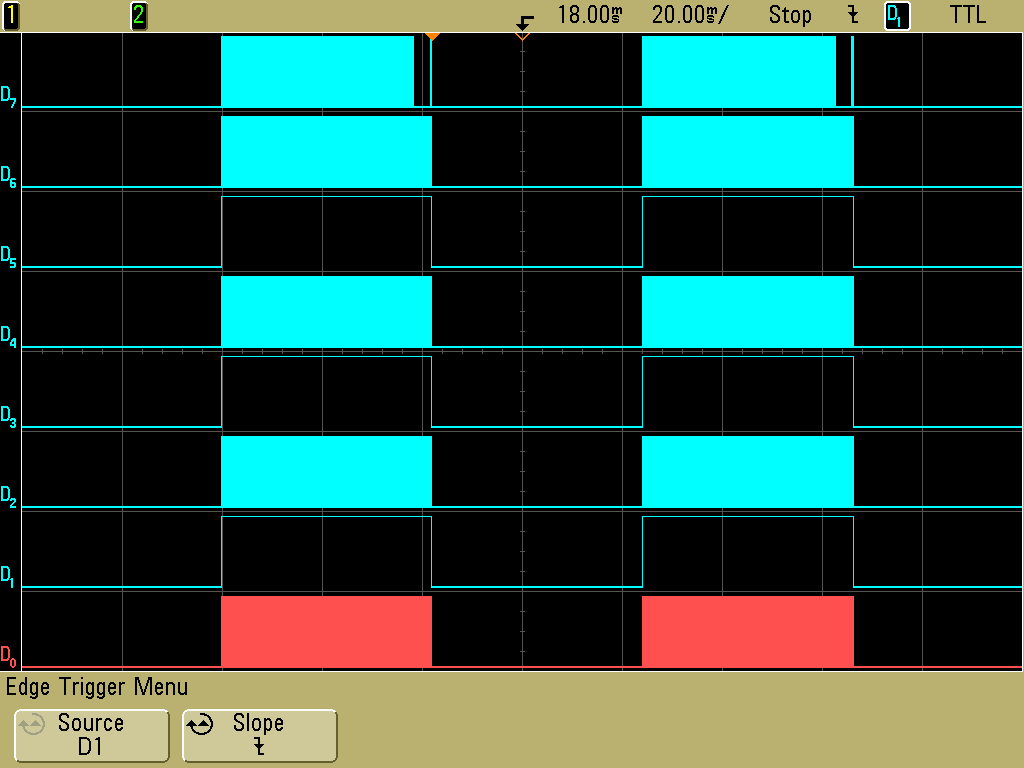 1 2 18.00ms 20.00ms/ Stop D1 TTL
D7
D6
D5
D4
D3
D2
D1
D0
Edge Trigger Menu
Source Slope
D1